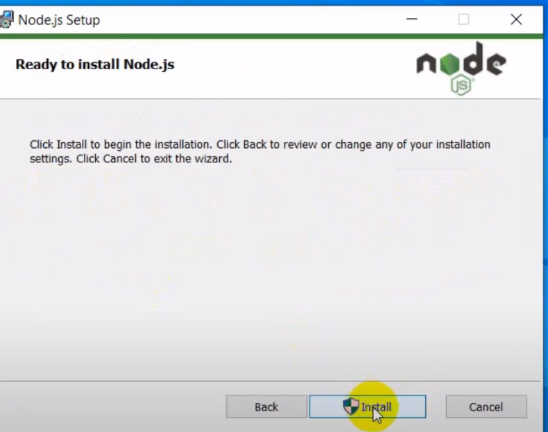 Node.js Setup
Ready to install Node.js
node
JS
Click Install to begin the installation. Click Back to review or change any of your installation
settings. Click Cancel to exit the wizard.
Back
Install
Cancel